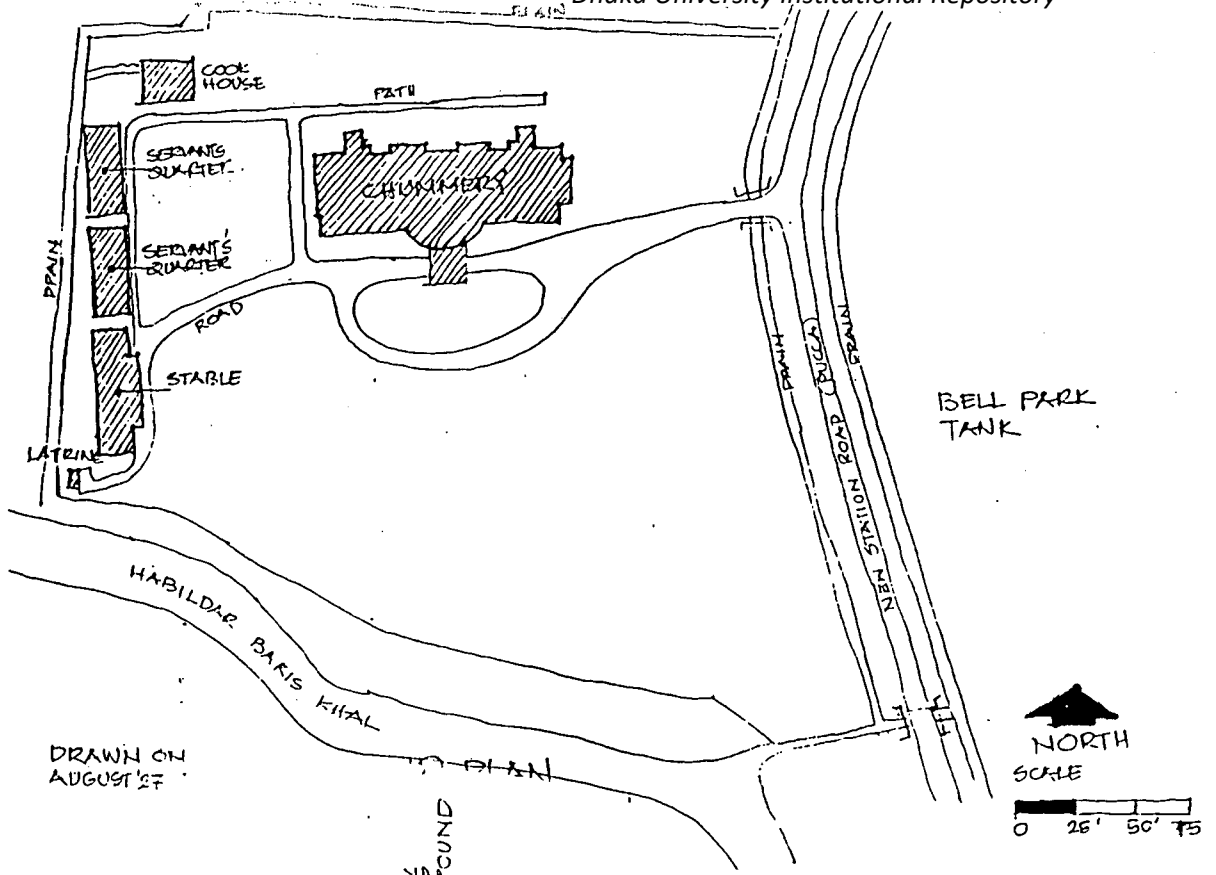 Dhaka University Institutional Repository
DRAIN
COOK
HOUSE
PATH
SERVANTS
QUARTER
CHUMMERY
SERVANT'S
QUARTER
DRAIN
ROAD
STABLE
LATRINE
DRAIN
NEW STATION ROAD (PUCCA)
DRAIN
BELL PARK
TANK
HABILDAR BARIS KHAL
DRAWN ON
AUGUST '27
PLAN
NORTH
SCALE
0 25' 50' 75